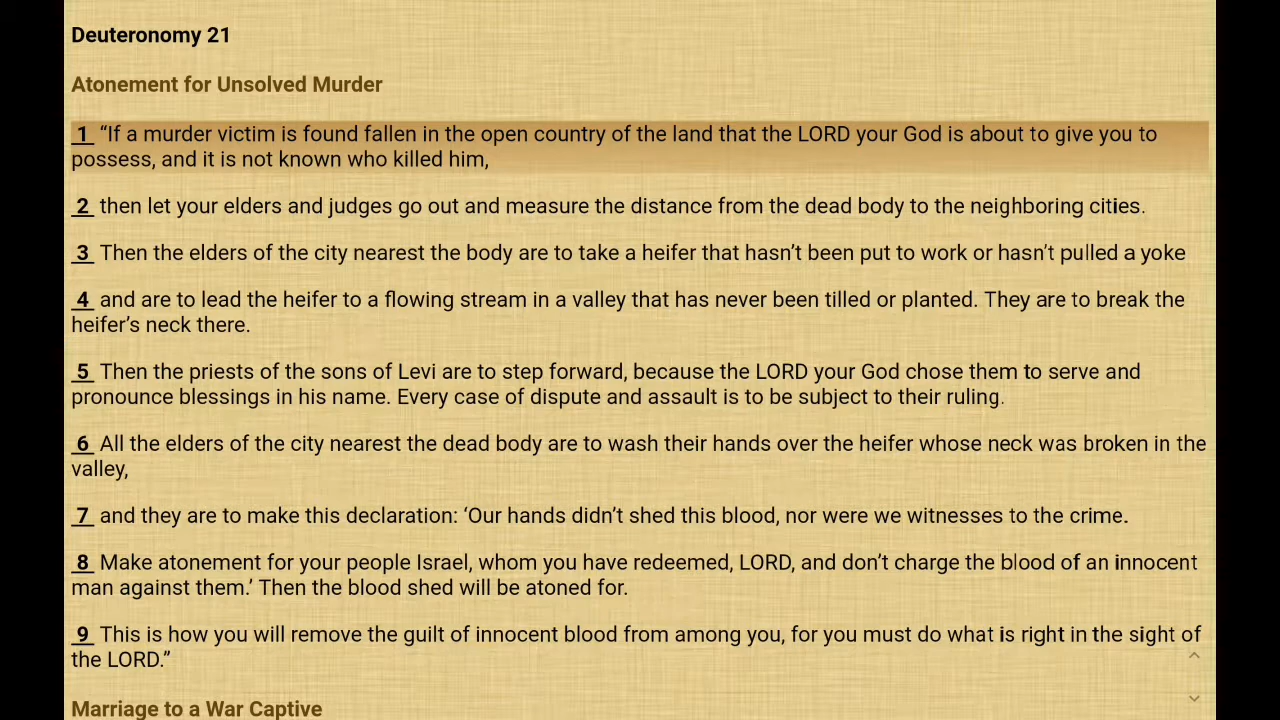 Deuteronomy 21
Atonement for Unsolved Murder
1 “If a murder victim is found fallen in the open country of the land that the LORD your God is about to give you to
possess, and it is not known who killed him,
2 then let your elders and judges go out and measure the distance from the dead body to the neighboring cities.
3 Then the elders of the city nearest the body are to take a heifer that hasn’t been put to work or hasn’t pulled a yoke
4 and are to lead the heifer to a flowing stream in a valley that has never been tilled or planted. They are to break the
heifer’s neck there.
5 Then the priests of the sons of Levi are to step forward, because the LORD your God chose them to serve and
pronounce blessings in his name. Every case of dispute and assault is to be subject to their ruling.
6 All the elders of the city nearest the dead body are to wash their hands over the heifer whose neck was broken in the
valley,
7 and they are to make this declaration: ‘Our hands didn’t shed this blood, nor were we witnesses to the crime.
8 Make atonement for your people Israel, whom you have redeemed, LORD, and don’t charge the blood of an innocent
man against them.’ Then the blood shed will be atoned for.
9 This is how you will remove the guilt of innocent blood from among you, for you must do what is right in the sight of
the LORD.”
Marriage to a War Captive